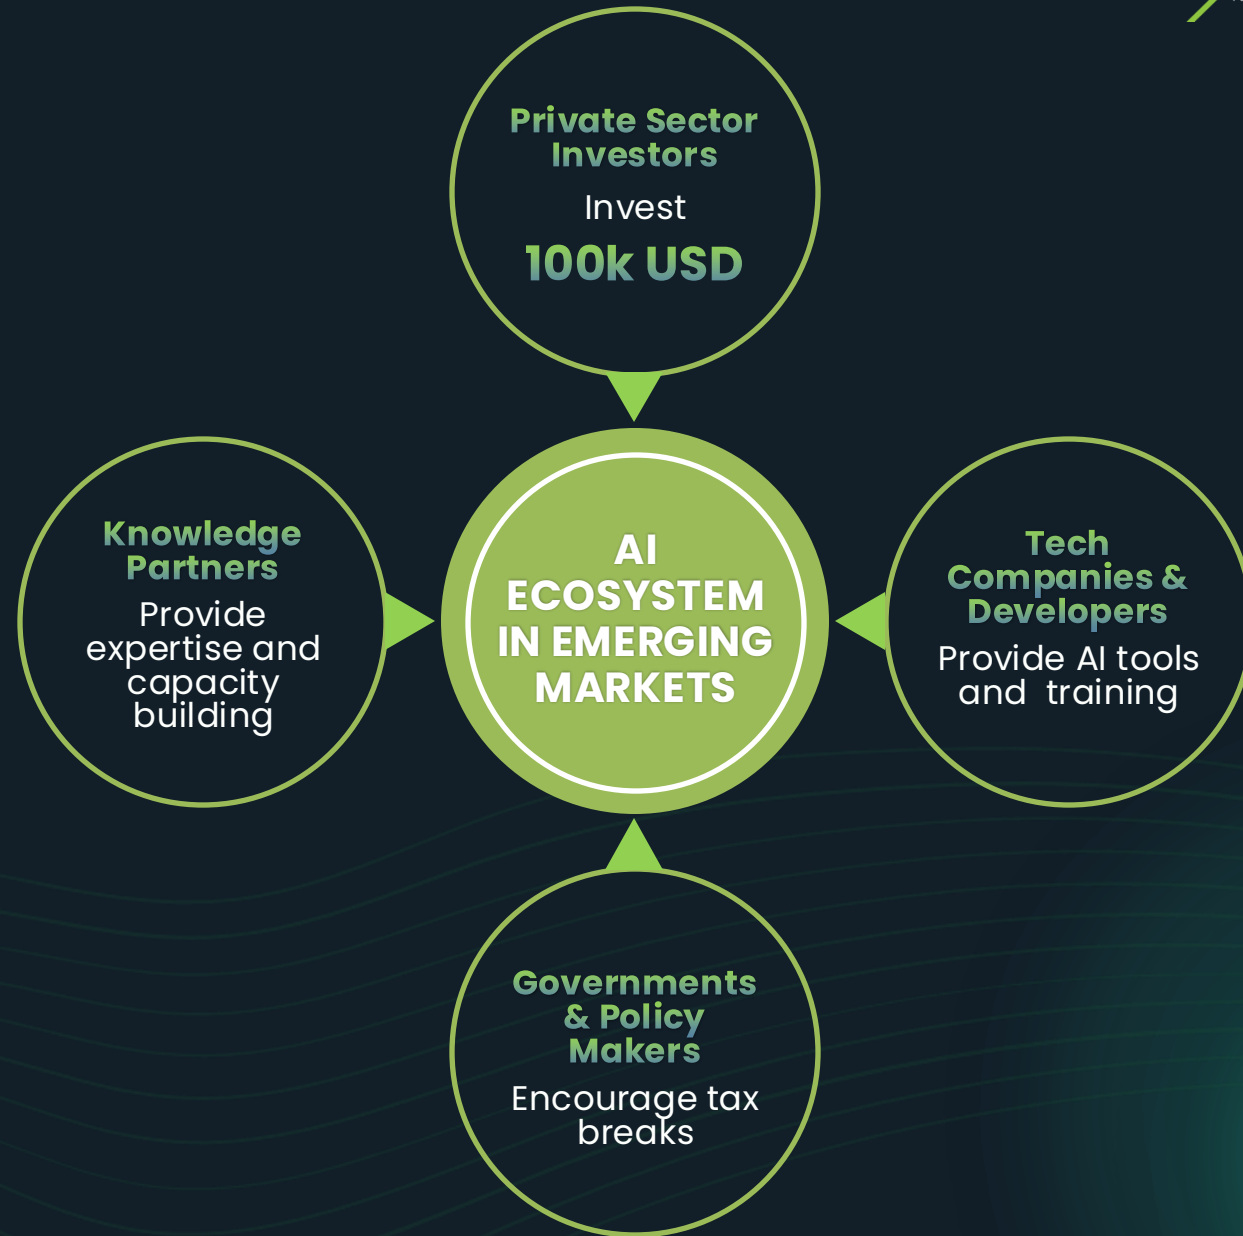 Private Sector
Investors
Invest
100k USD
Knowledge
Partners
Provide
expertise and
capacity
building
AI
ECOSYSTEM
IN EMERGING
MARKETS
Tech
Companies &
Developers
Provide AI tools
and  training
Governments
& Policy
Makers
Encourage tax
breaks